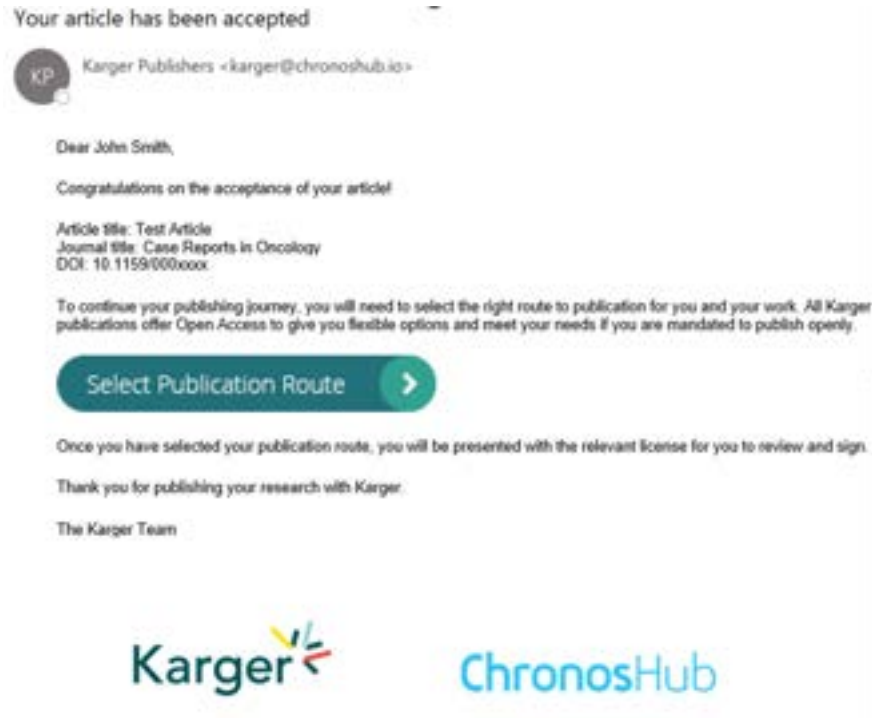 Your article has been accepted
KP
Karger Publishers <karger@chronoshub.io>
Dear John Smith,
Congratulations on the acceptance of your article!
Article title: Test Article
Journal title: Case Reports in Oncology
DOI: 10.1159/000xxxx
To continue your publishing journey, you will need to select the right route to publication for you and your work. All Karger
publications offer Open Access to give you flexible options and meet your needs if you are mandated to publish openly.
Select Publication Route
Once you have selected your publication route, you will be presented with the relevant license for you to review and sign.
Thank you for publishing your research with Karger.
The Karger Team
Karger
ChronosHub